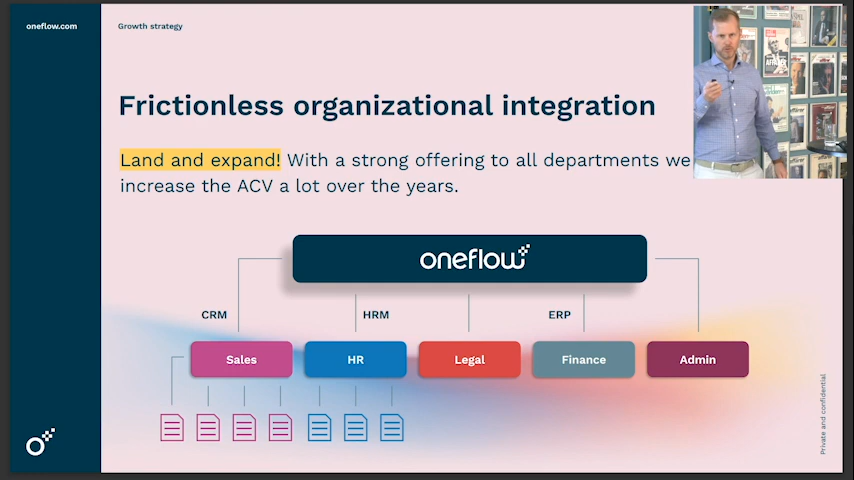 oneflow.com
Growth strategy
Frictionless organizational integration
Land and expand! With a strong offering to all departments we
increase the ACV a lot over the years.
oneflow
CRM
HRM
ERP
Sales
HR
Legal
Finance
Admin
Private and confidential